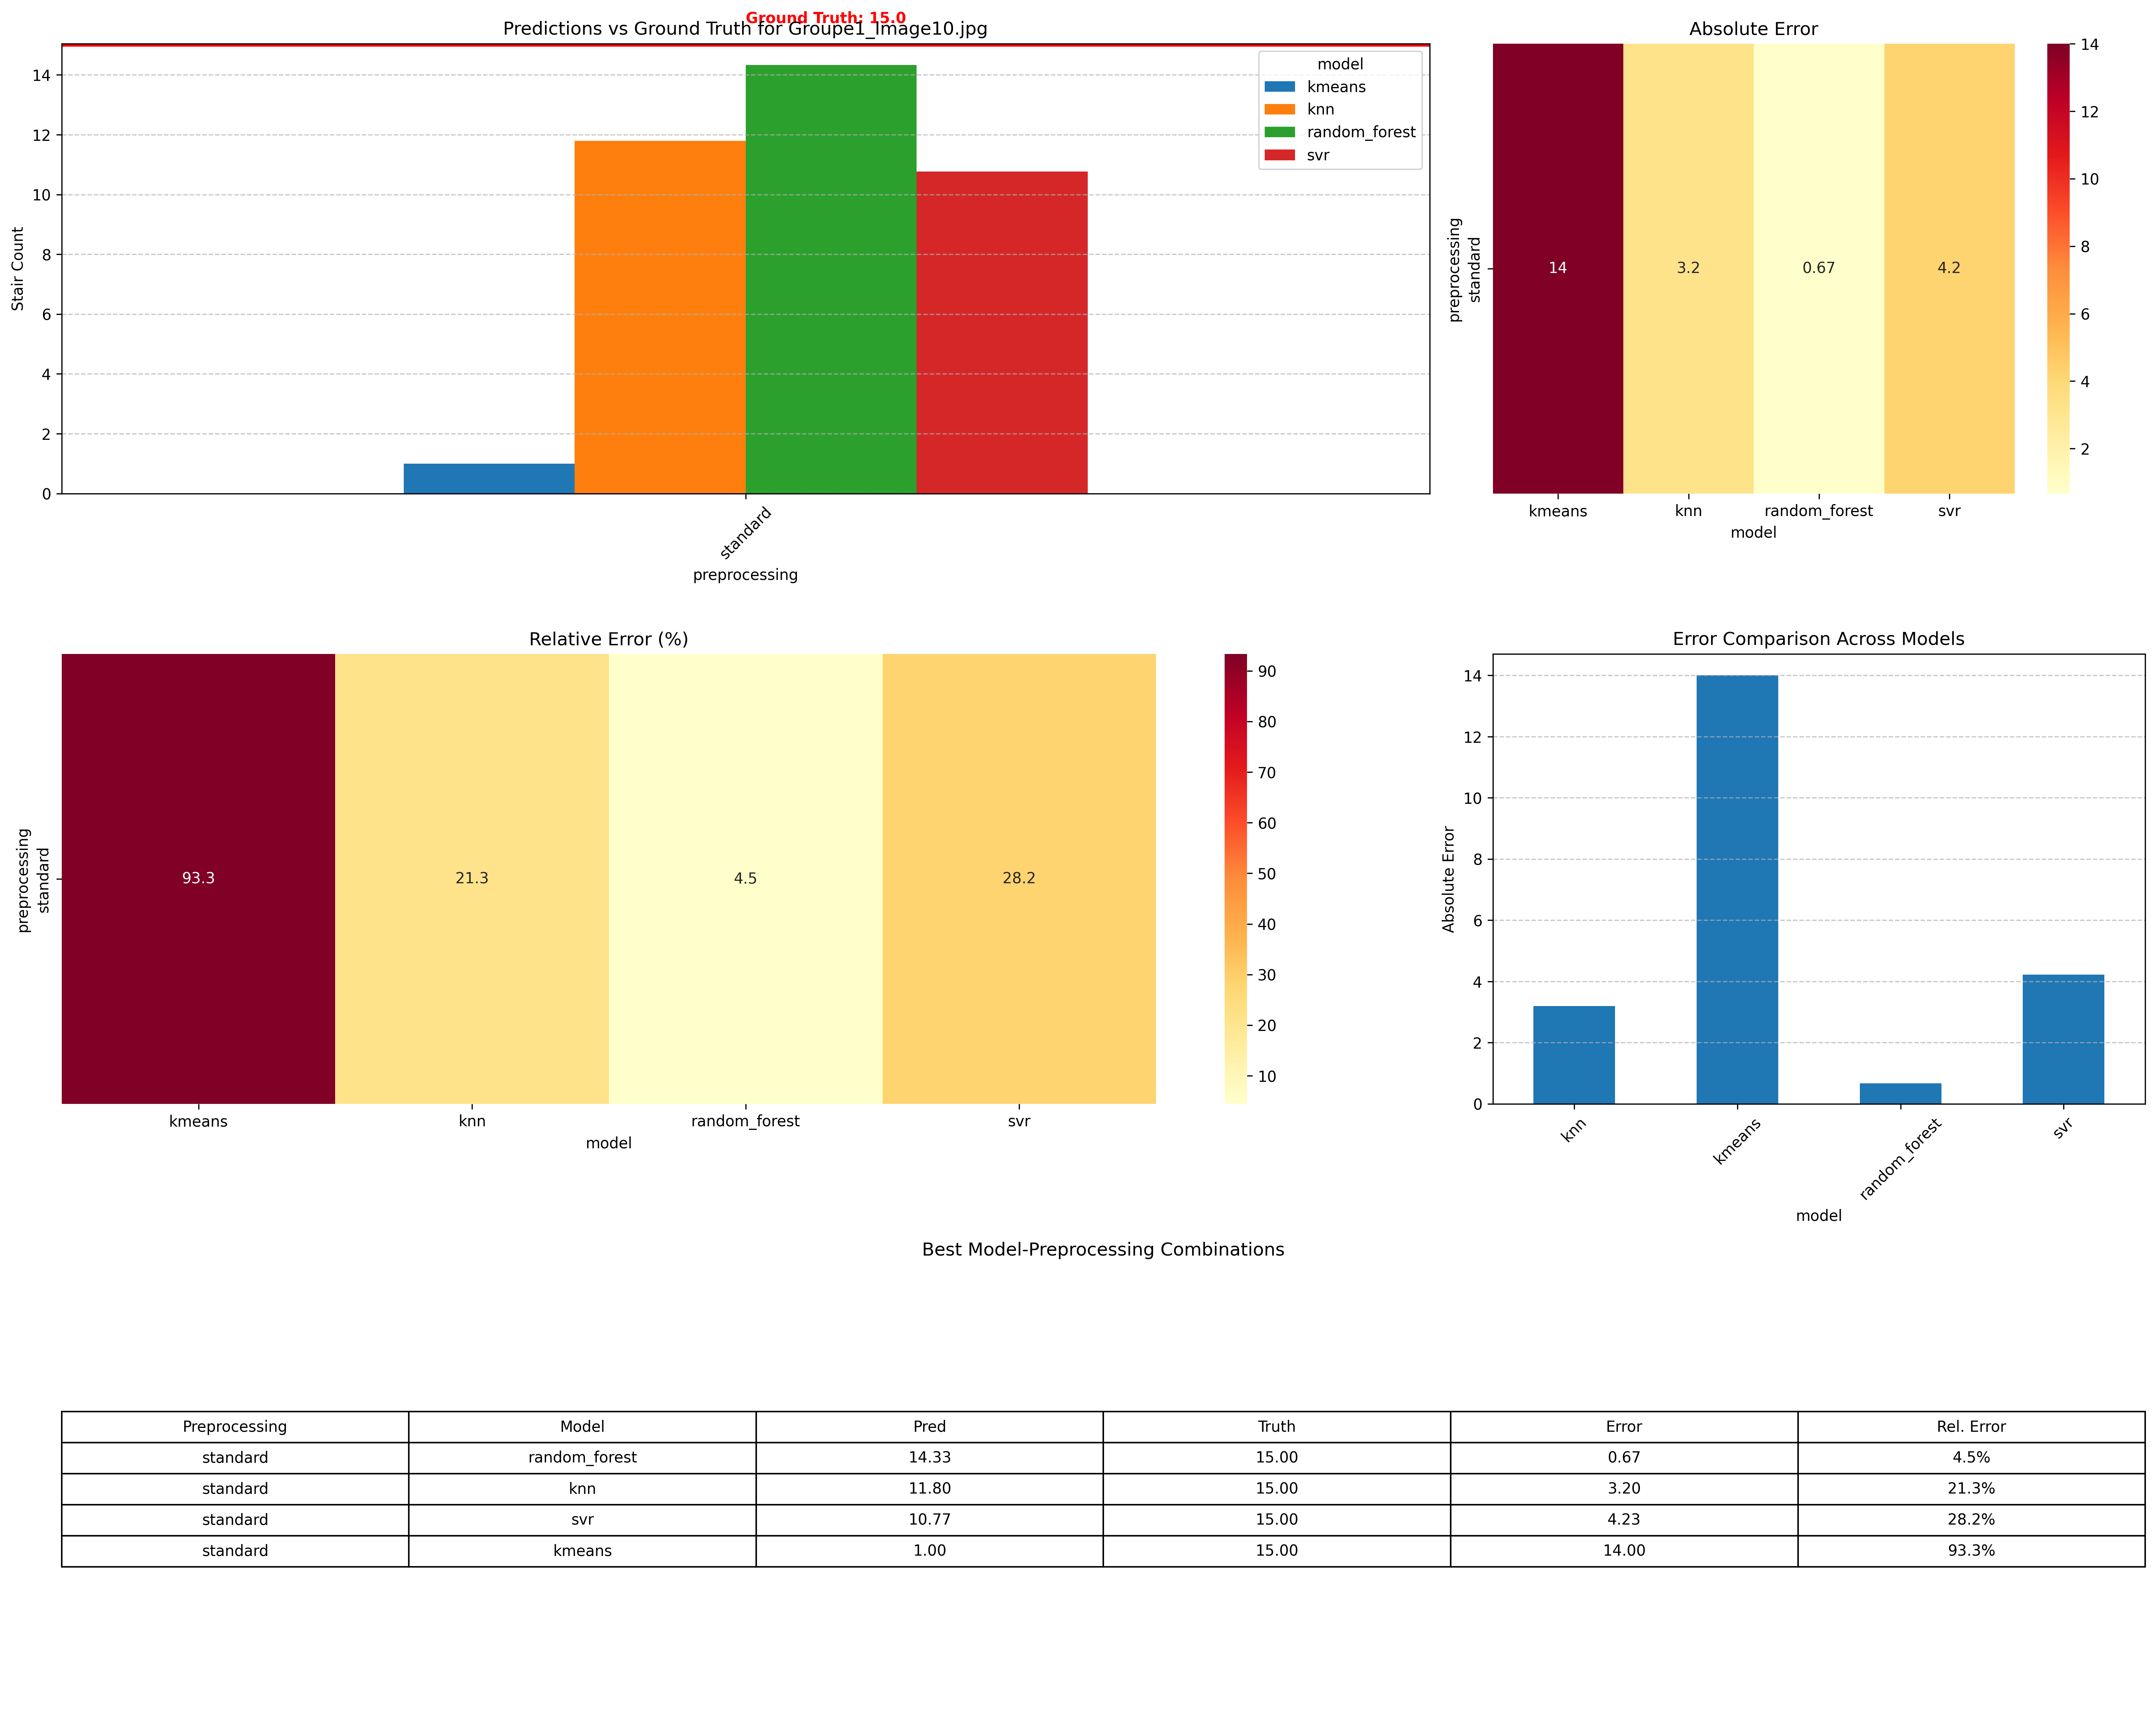 Ground Truth: 15.0
Predictions vs Ground Truth for Groupe1_Image10.jpg
Stair Count
14
12
10
8
6
4
2
0
model
kmeans
knn
random_forest
svr
standard
preprocessing
Absolute Error
preprocessing
standard
14
3.2
0.67
4.2
kmeans
knn
random_forest
svr
model
14
12
10
8
6
4
2
Relative Error (%)
preprocessing
standard
93.3
21.3
4.5
28.2
kmeans
knn
random_forest
svr
model
90
80
70
60
50
40
30
20
10
Error Comparison Across Models
Absolute Error
14
12
10
8
6
4
2
0
knn
kmeans
random_forest
svr
model
Best Model-Preprocessing Combinations
Preprocessing Model Pred Truth Error Rel. Error
standard random_forest 14.33 15.00 0.67 4.5%
standard knn 11.80 15.00 3.20 21.3%
standard svr 10.77 15.00 4.23 28.2%
standard kmeans 1.00 15.00 14.00 93.3%